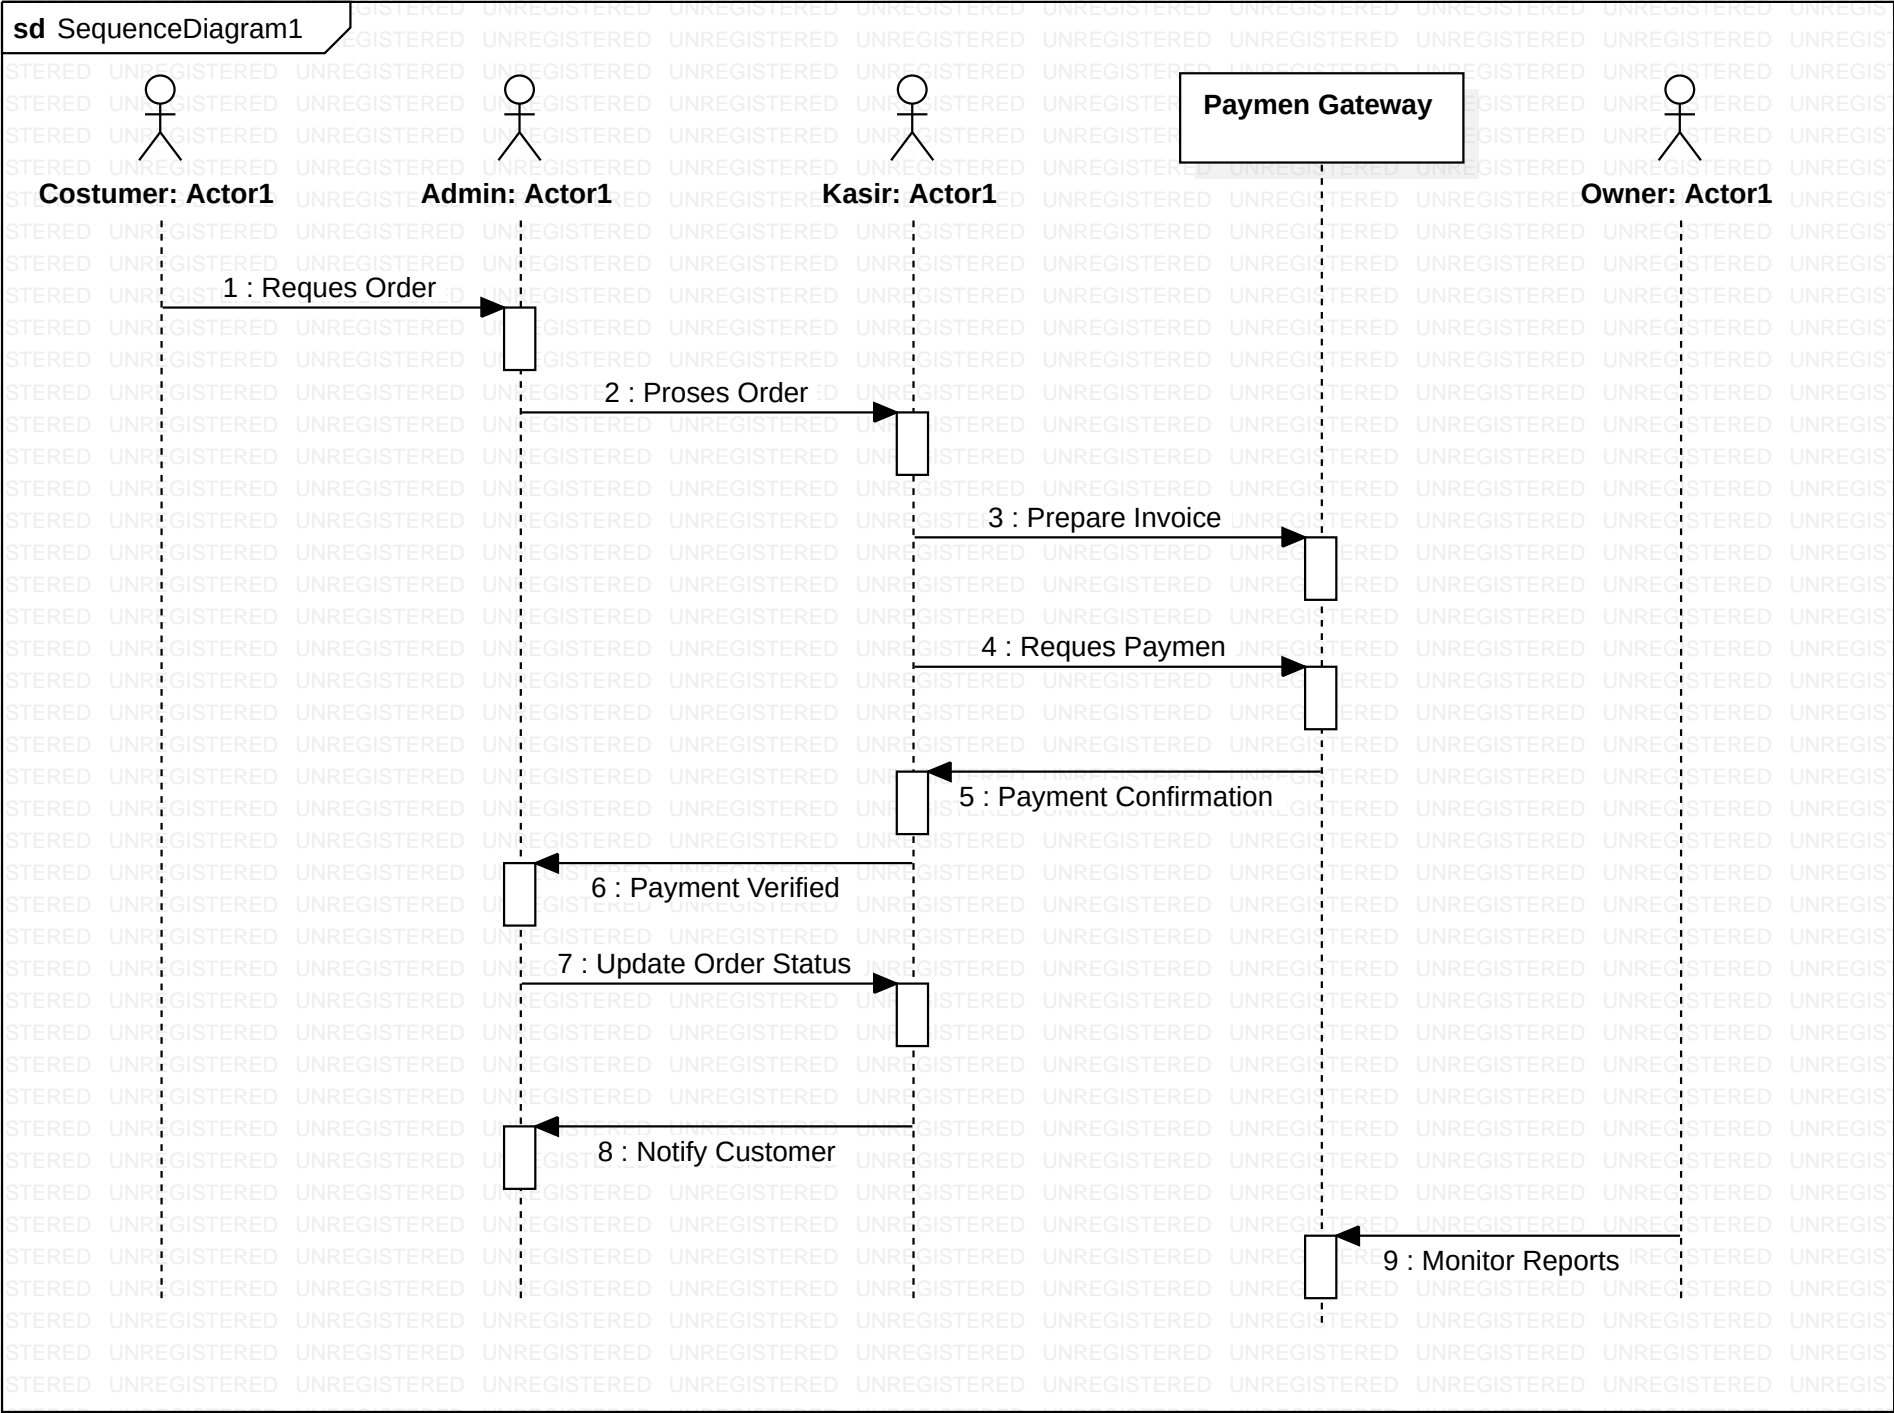 sd SequenceDiagram1
Costumer: Actor1
Admin: Actor1
Kasir: Actor1
Paymen Gateway
Owner: Actor1
1 : Reques Order
2 : Proses Order
3 : Prepare Invoice
4 : Reques Paymen
5 : Payment Confirmation
6 : Payment Verified
7 : Update Order Status
8 : Notify Customer
9 : Monitor Reports
UNREGISTERED